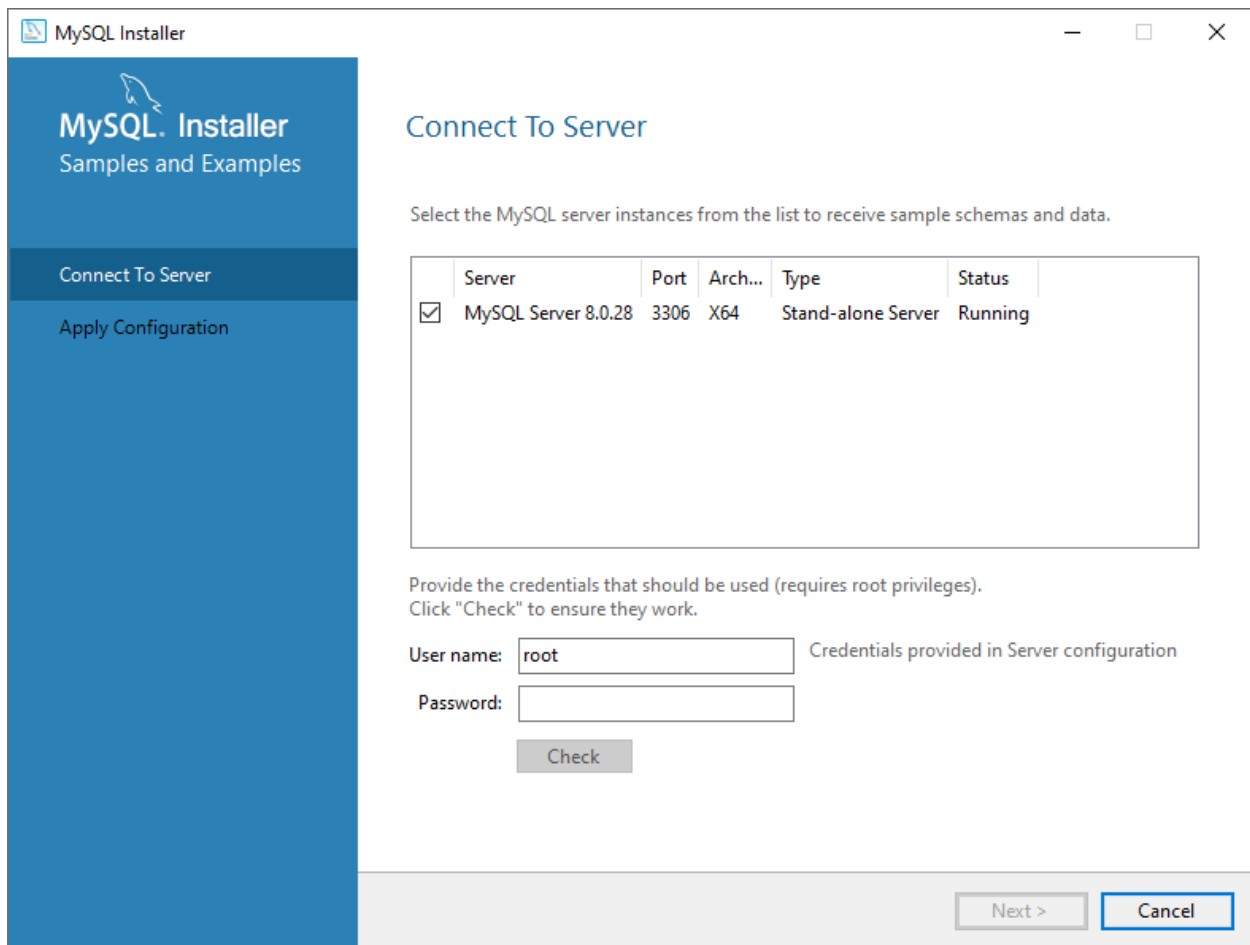 MySQL Installer
MySQL. Installer
Samples and Examples
Connect To Server
Apply Configuration
Connect To Server
Select the MySQL server instances from the list to receive sample schemas and data.
Server Port Arch... Type Status
MySQL Server 8.0.28 3306 X64 Stand-alone Server Running
Provide the credentials that should be used (requires root privileges).
Click "Check" to ensure they work.
User name: root Credentials provided in Server configuration
Password:
Check
Next > Cancel